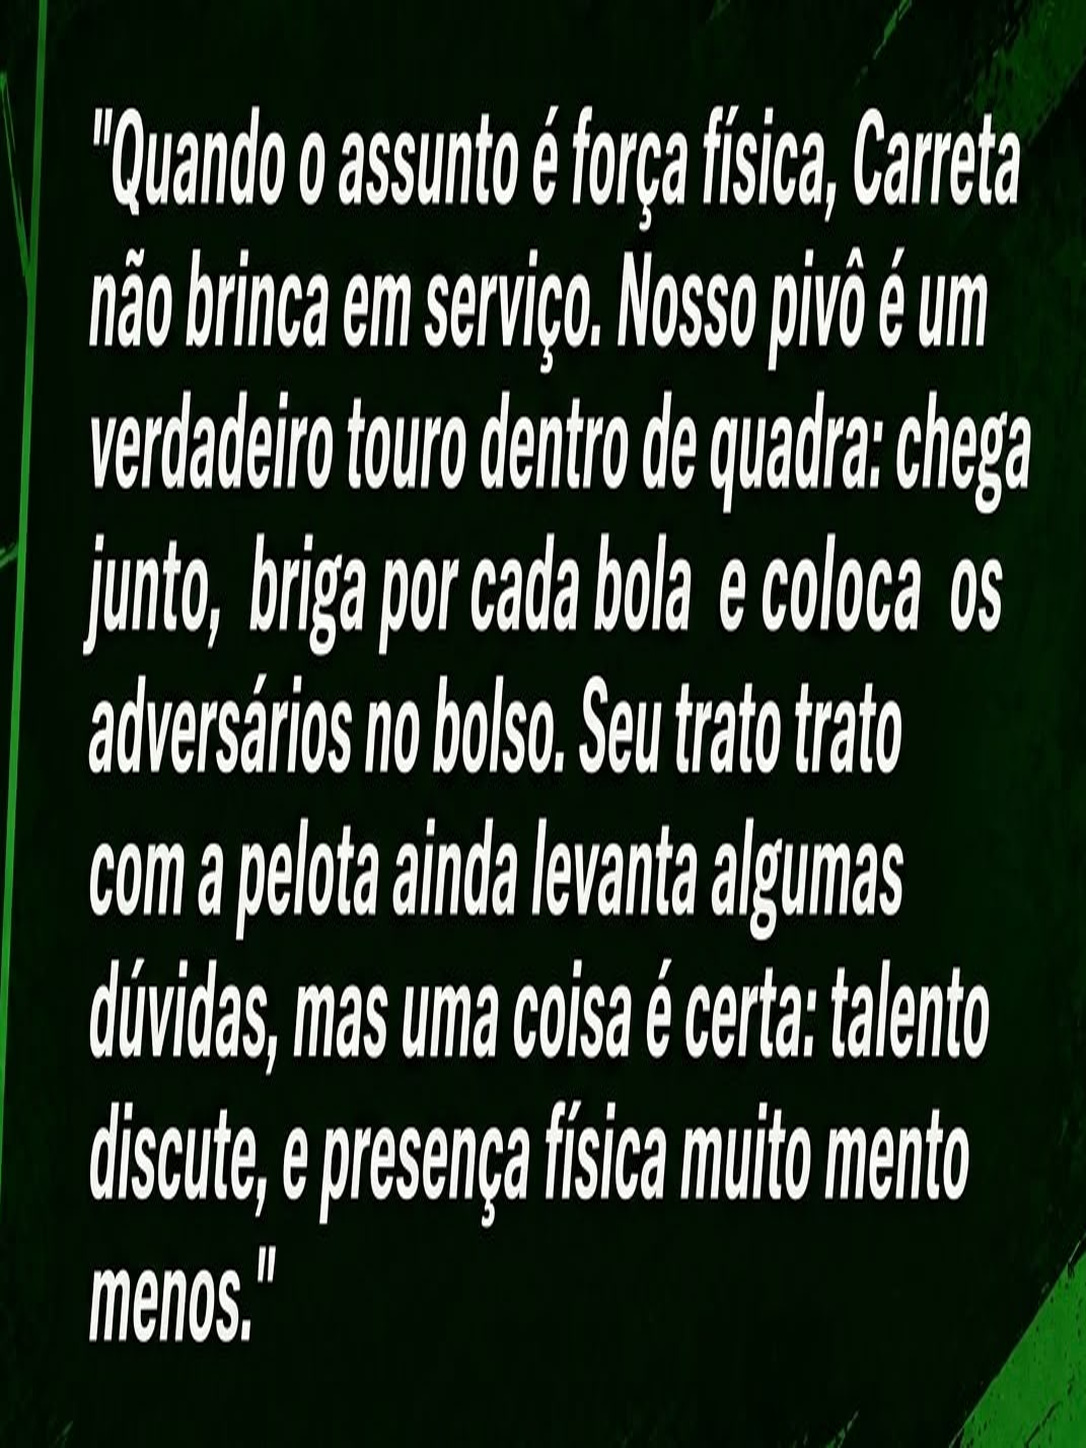 "Quando o assunto é força física, Carreta
não brinca em serviço. Nosso pivô é um
verdadeiro touro dentro de quadra: chega
junto, briga por cada bola e coloca os
adversários no bolso. Seu trato trato
com a pelota ainda levanta algumas
dúvidas, mas uma coisa é certa: talento
discute, e presença física muito mento
menos."